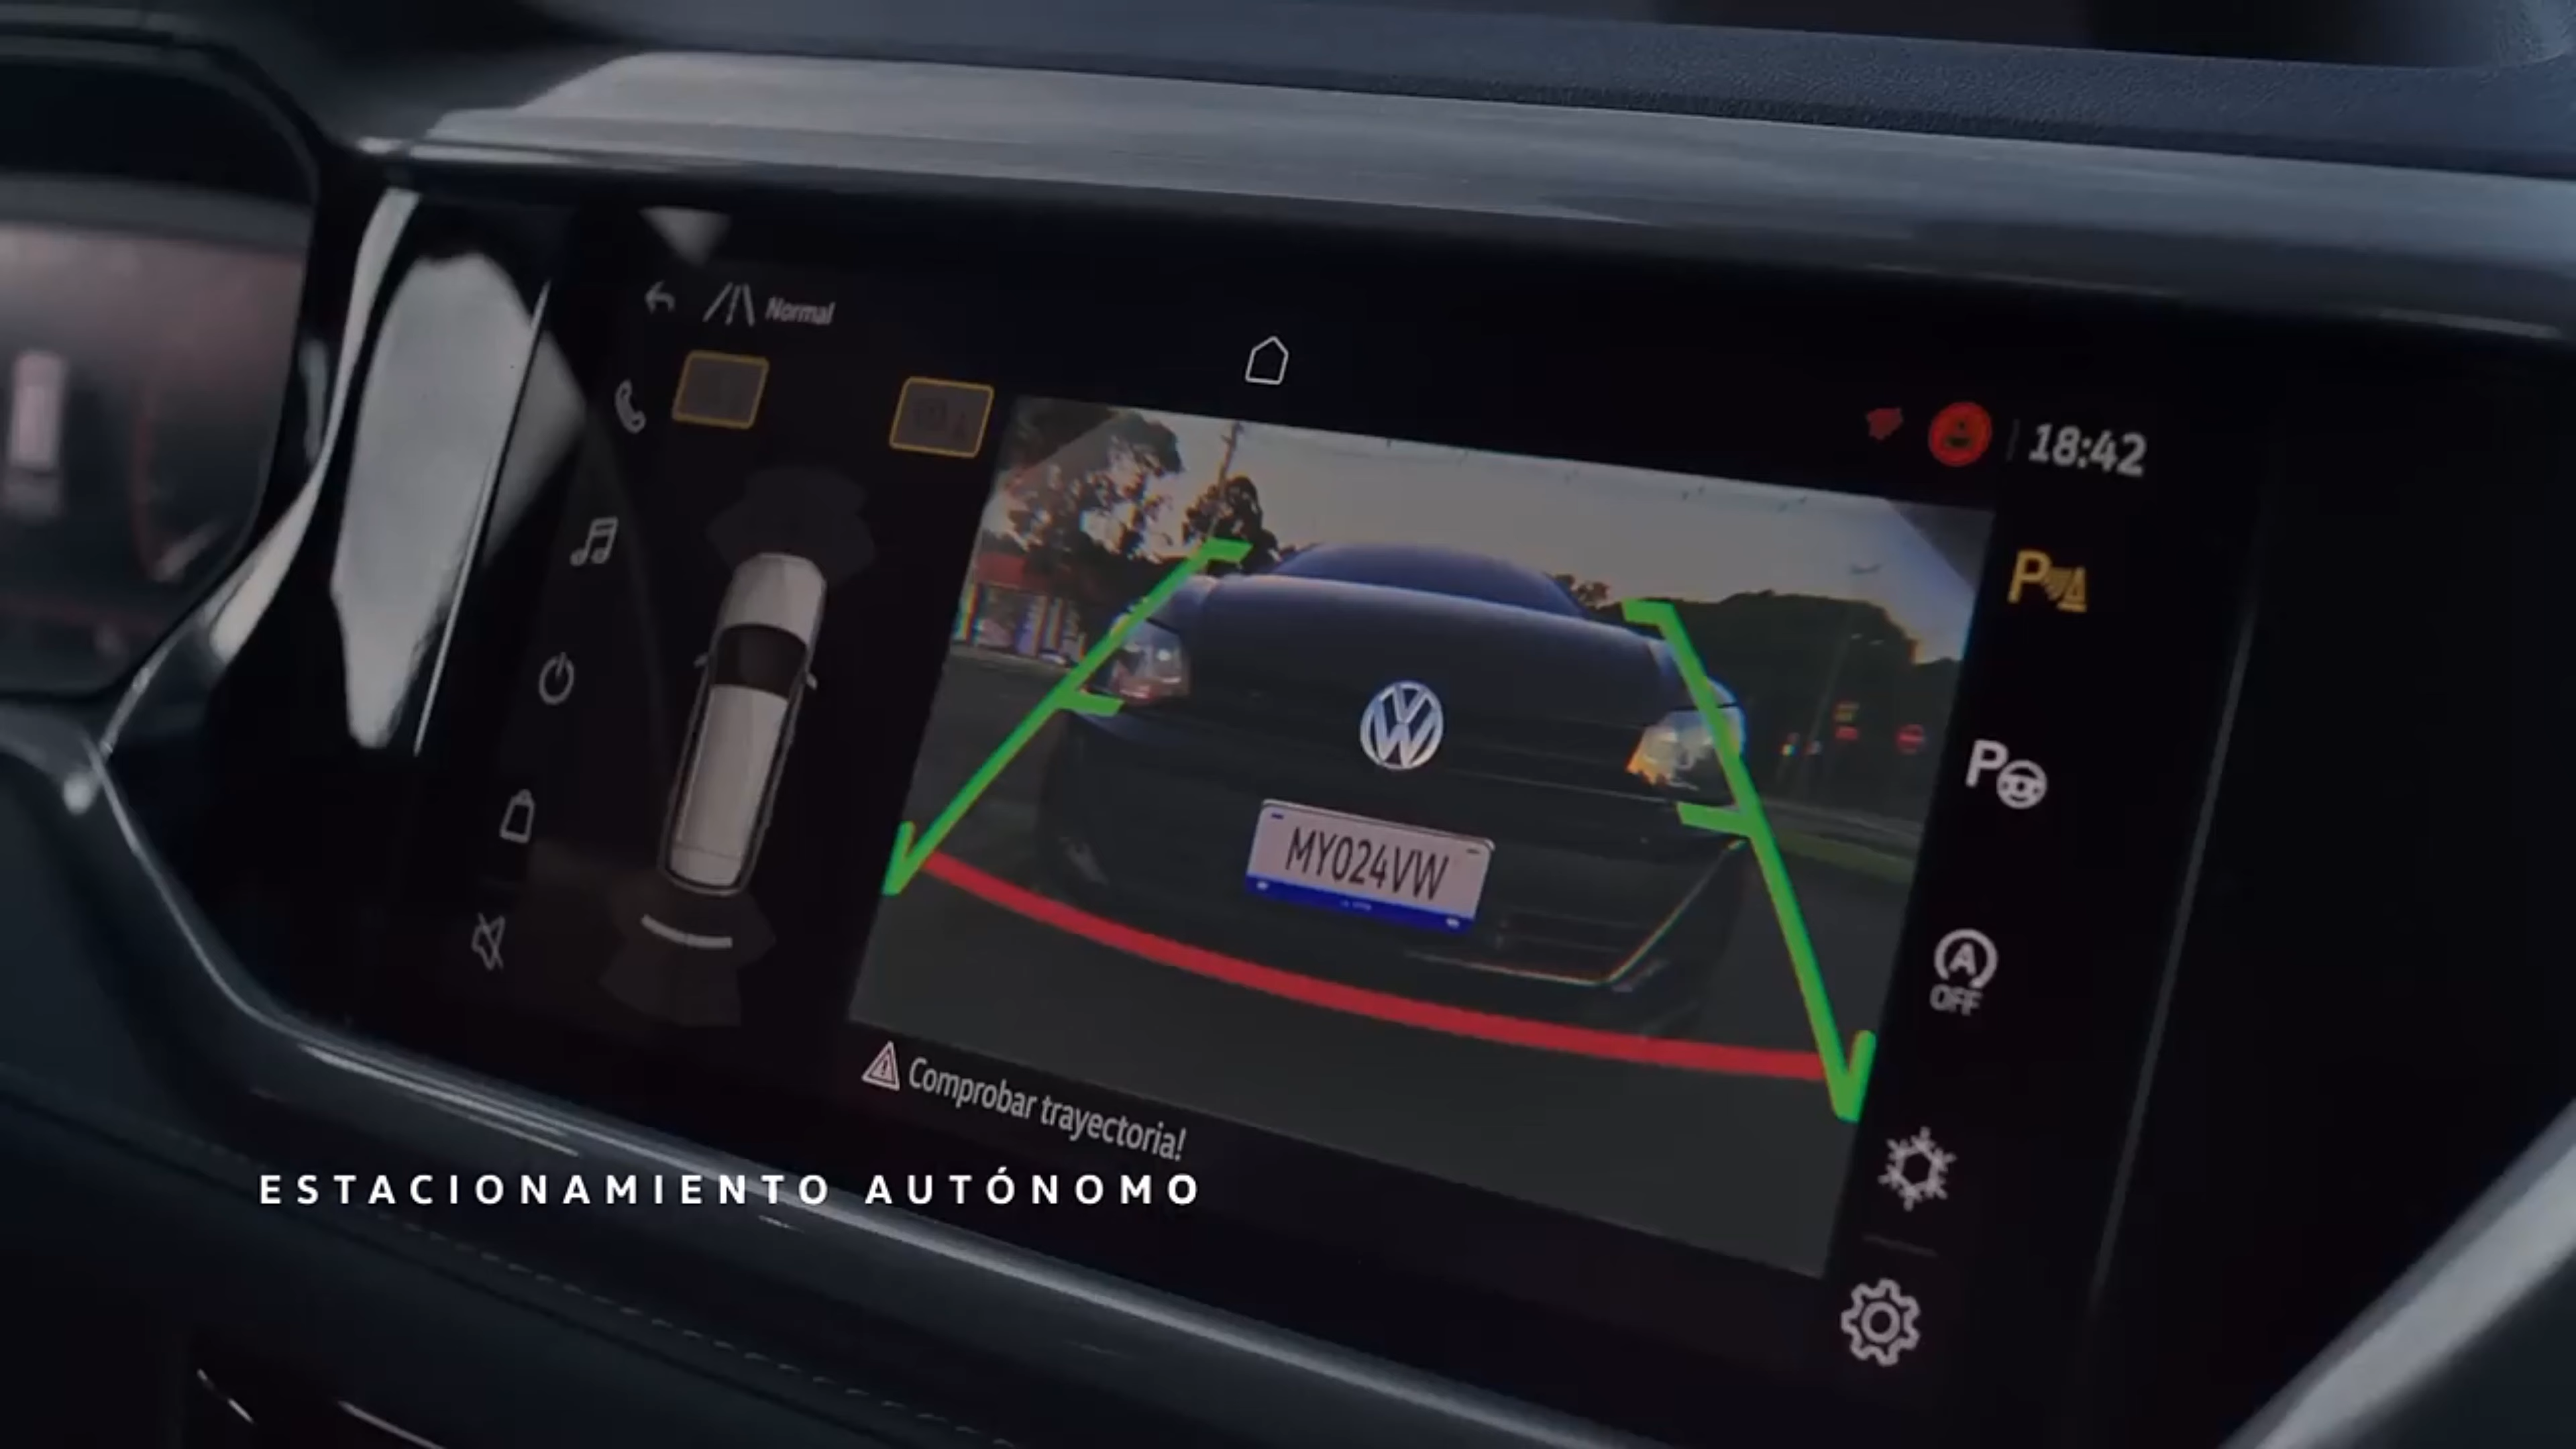 Normal
18:42
P
P
MY024VW
A
OFF
Comprobar trayectoria!
ESTACIONAMIENTO AUTÓNOMO